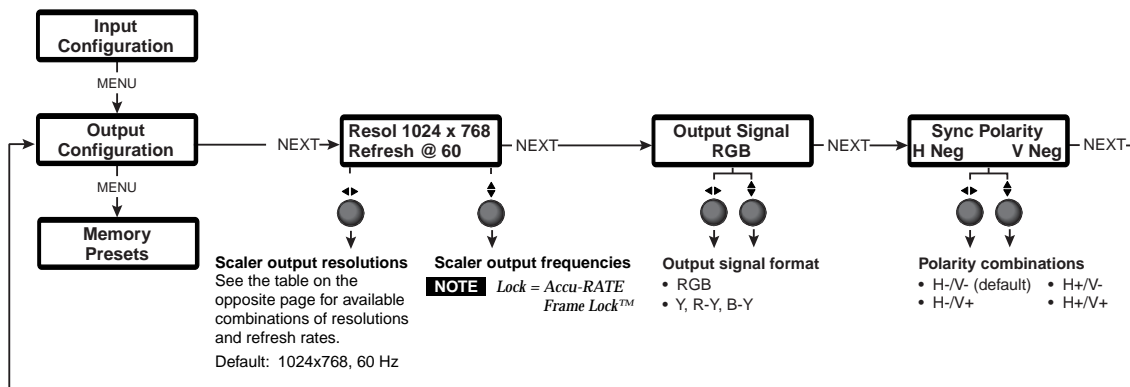 Input
Configuration
MENU
Output
Configuration
MENU
Memory
Presets
NEXT
Resol 1024 x 768
Refresh @ 60
NEXT
Output Signal
RGB
NEXT
Sync Polarity
H Neg V Neg
NEXT
Scaler output resolutions
See the table on the
opposite page for available
combinations of resolutions
and refresh rates.
Default: 1024x768, 60 Hz
Scaler output frequencies
NOTE Lock = Accu-RATE
Frame Lock™
Output signal format
• RGB
• Y, R-Y, B-Y
Polarity combinations
• H-/V- (default) • H+/V-
• H-/V+ • H+/V+